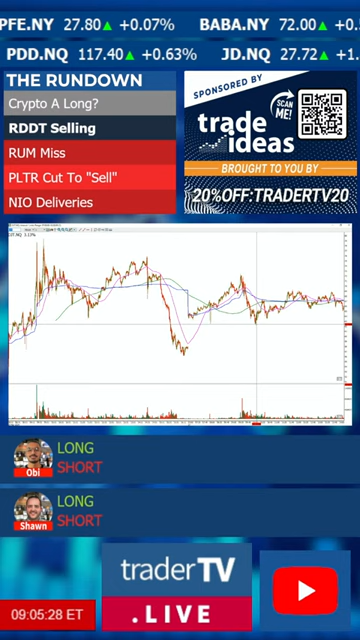 PFE.NY 27.80▲ +0.07% BABA.NY 72.00▲ +0.
PDD.NQ 117.40▲ +0.63% JD.NQ 27.72▲ +1.
THE RUNDOWN
Crypto A Long?
RDDT Selling
RUM Miss
PLTR Cut To "Sell"
NIO Deliveries
SPONSORED BY
SCAN ME!
trade ideas
BROUGHT TO YOU BY
20%OFF:TRADERTV20
LONG
SHORT
Obi
LONG
SHORT
Shawn
09:05:28 ET
traderTV
.LIVE